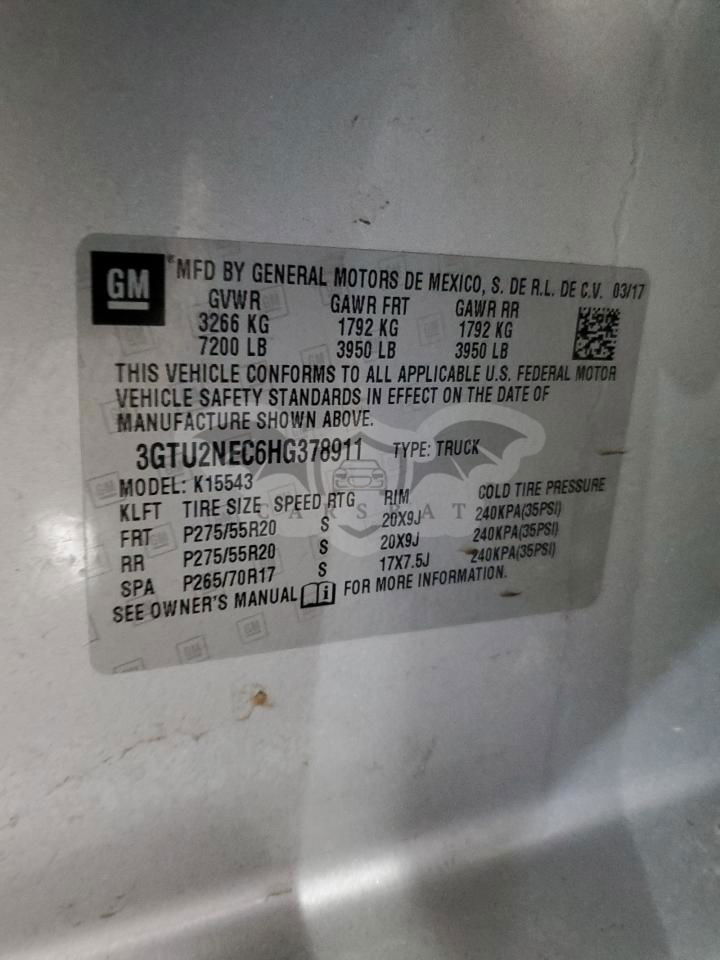 GM
®MFD BY GENERAL MOTORS DE MEXICO, S. DE R.L. DE C.V. 03/17
GVWR GAWR FRT GAWR RR
3266 KG 1792 KG 1792 KG
7200 LB 3950 LB 3950 LB
THIS VEHICLE CONFORMS TO ALL APPLICABLE U.S. FEDERAL MOTOR
VEHICLE SAFETY STANDARDS IN EFFECT ON THE DATE OF
MANUFACTURE SHOWN ABOVE.
3GTU2NEC6HG378911 TYPE: TRUCK
MODEL: K15543
KLFT TIRE SIZE SPEED RTG RIM COLD TIRE PRESSURE
FRT P275/55R20 S 20X9J 240KPA(35PSI)
RR P275/55R20 S 20X9J 240KPA(35PSI)
SPA P265/70R17 S 17X7.5J 240KPA(35PSI)
SEE OWNER'S MANUAL FOR MORE INFORMATION.
CARSBAT